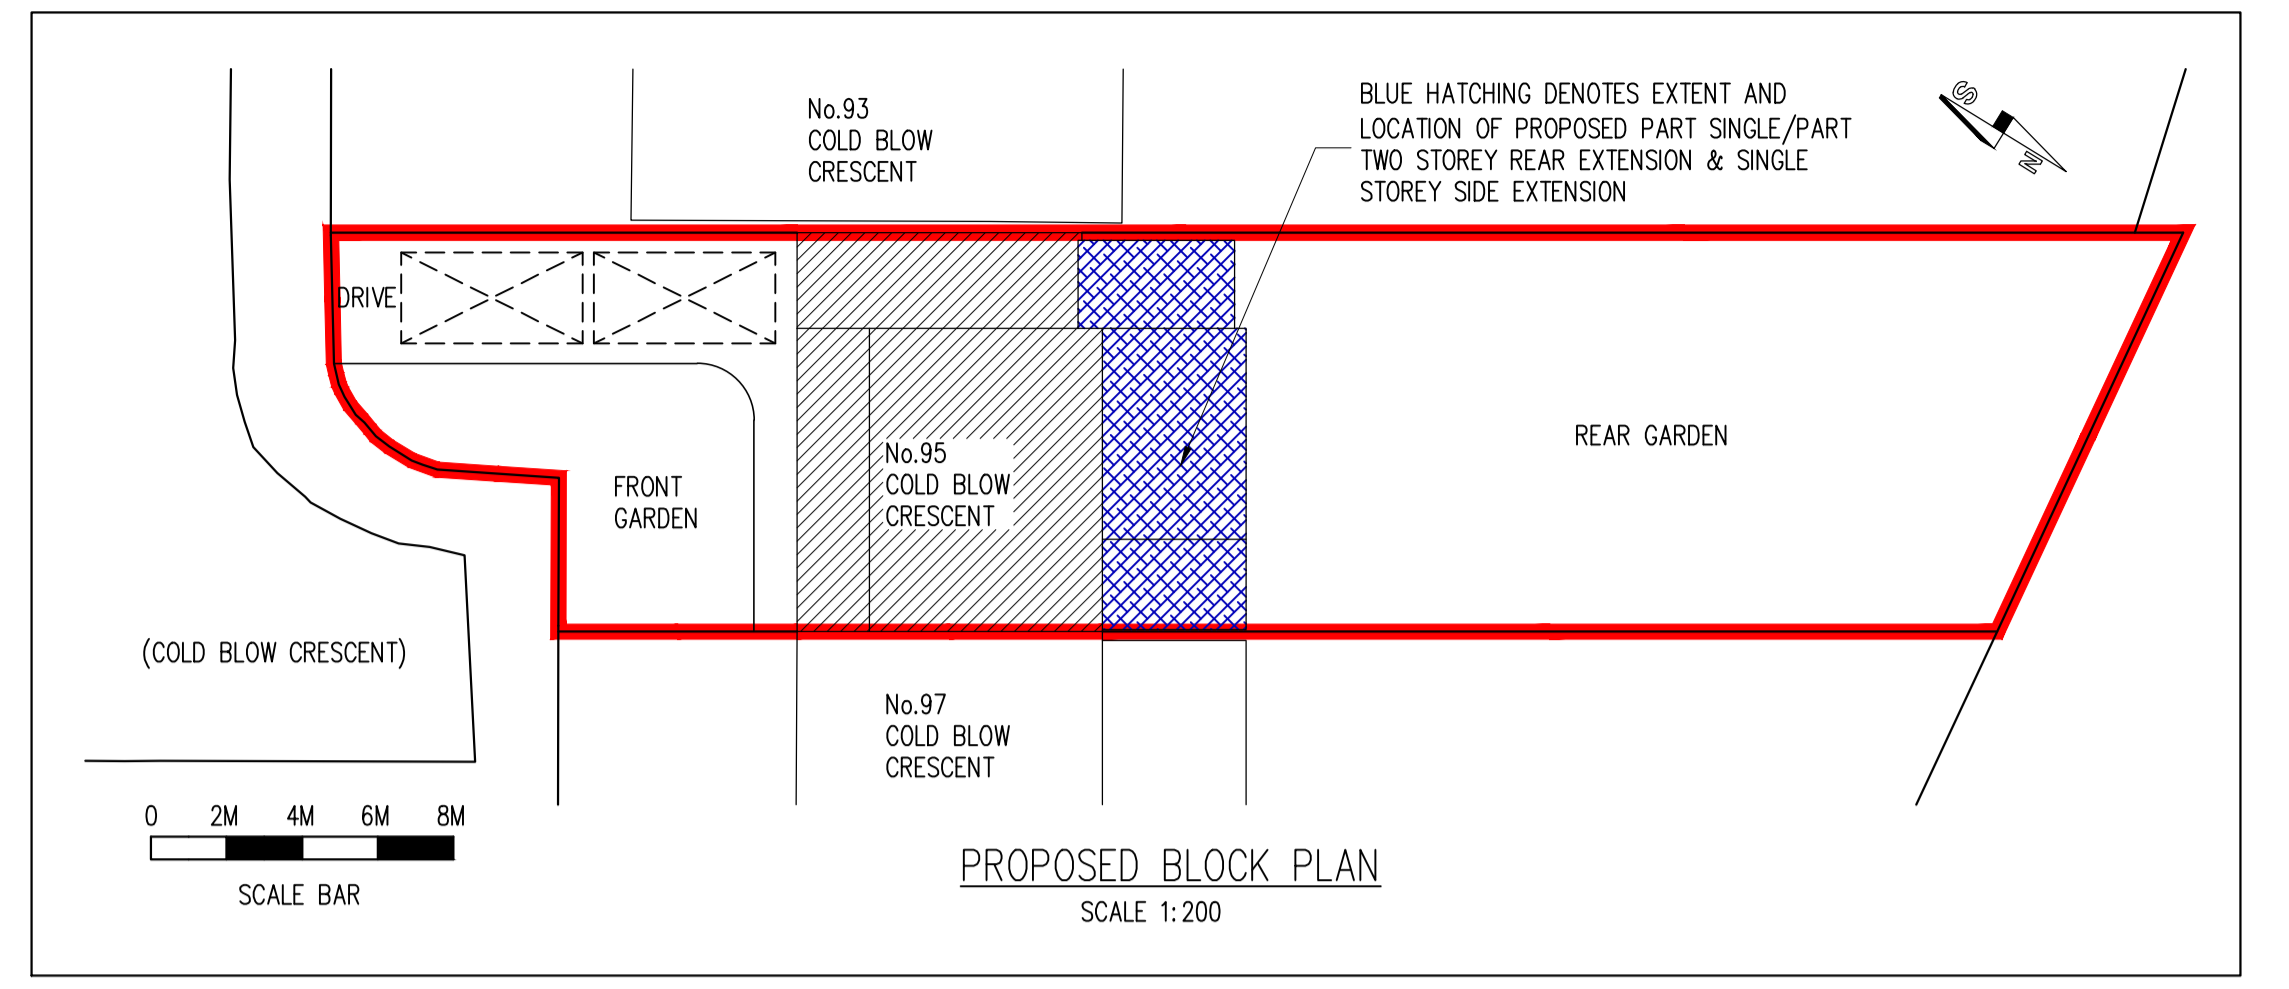 No.93
COLD BLOW
CRESCENT
BLUE HATCHING DENOTES EXTENT AND
LOCATION OF PROPOSED PART SINGLE/PART
TWO STOREY REAR EXTENSION & SINGLE
STOREY SIDE EXTENSION
S
N
DRIVE
No.95
COLD BLOW
CRESCENT
FRONT
GARDEN
REAR GARDEN
(COLD BLOW CRESCENT)
No.97
COLD BLOW
CRESCENT
0 2M 4M 6M 8M
SCALE BAR
PROPOSED BLOCK PLAN
SCALE 1:200